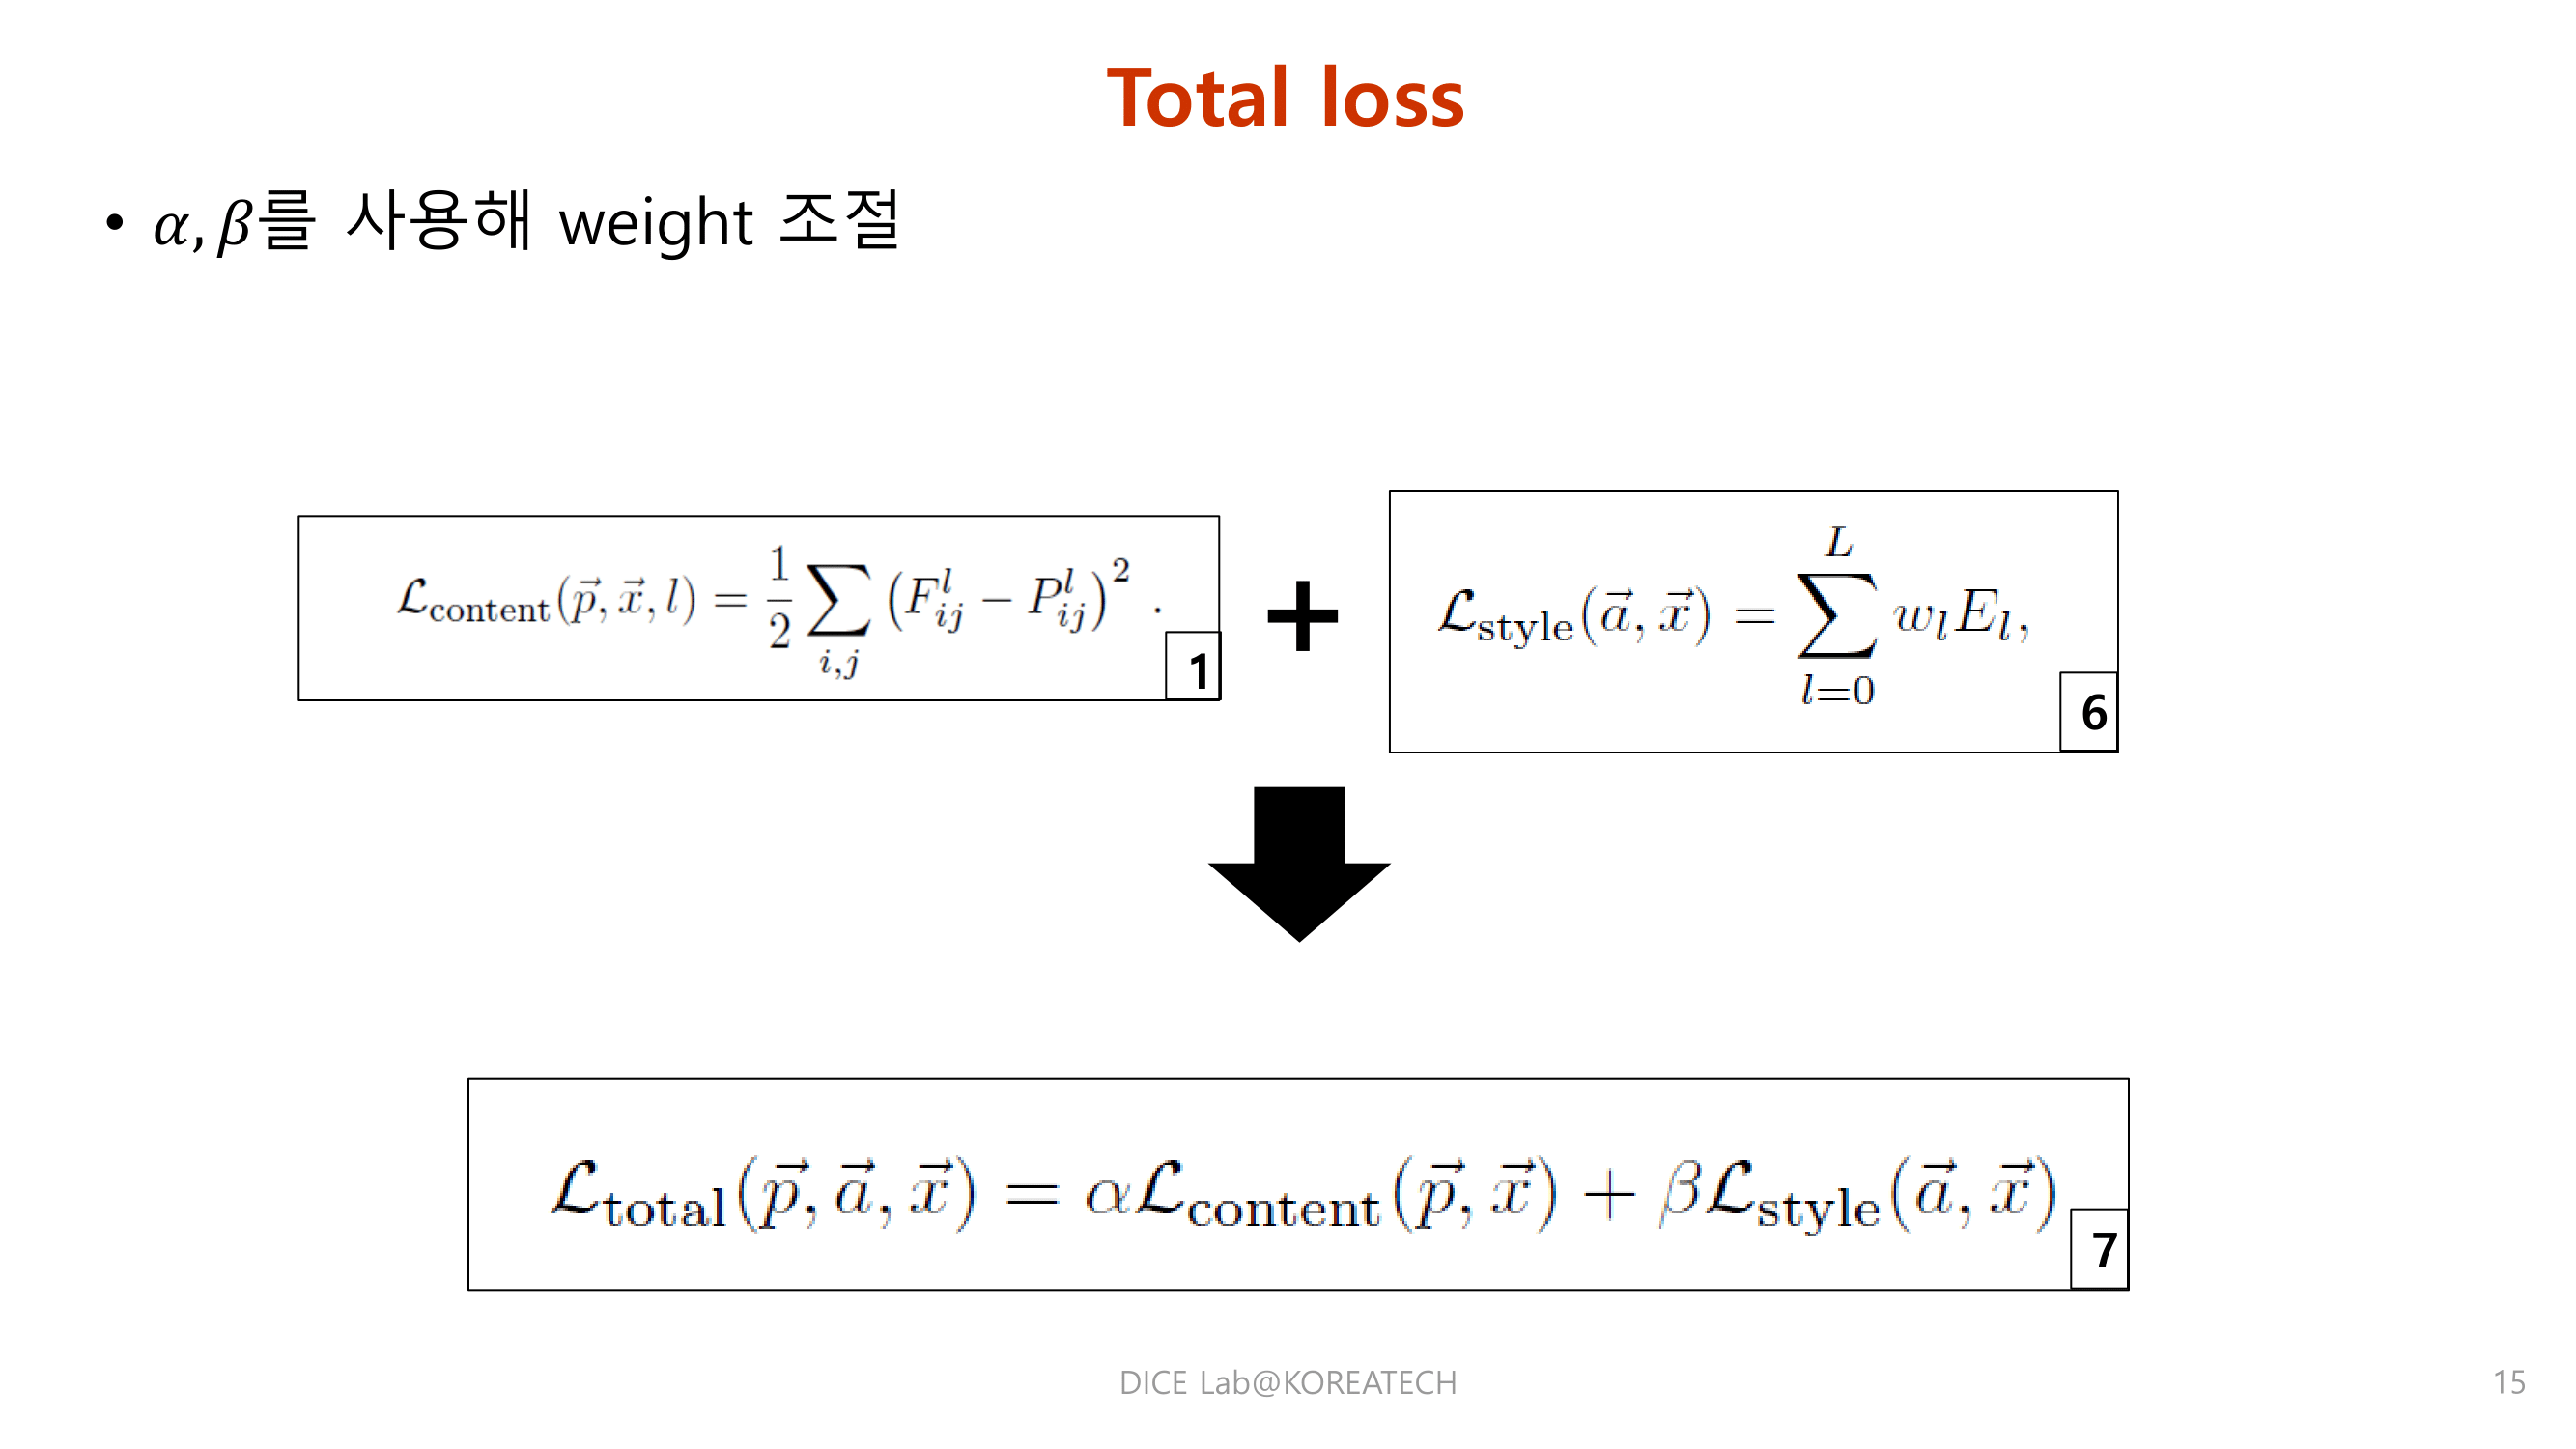 Total loss
• 𝛼, 𝛽를 사용해 weight 조절
$\mathcal{L}_{\text{content}}(\vec{p}, \vec{x}, l) = \frac{1}{2} \sum_{i,j} \left( F_{ij}^{l} - P_{ij}^{l} \right)^2 .$
1
+
$\mathcal{L}_{\text{style}}(\vec{a}, \vec{x}) = \sum_{l=0}^{L} w_l E_l,$
6
$\mathcal{L}_{\text{total}}(\vec{p}, \vec{a}, \vec{x}) = \alpha \mathcal{L}_{\text{content}}(\vec{p}, \vec{x}) + \beta \mathcal{L}_{\text{style}}(\vec{a}, \vec{x})$
7
DICE Lab@KOREATECH
15